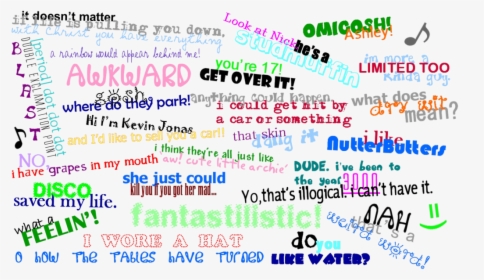 it doesn't matter.
if life is pulling you down,
with Christ you have everything
a rainbow would appear behind me!
Look at Nick
studmuffin
he's a
OMIGOSH!
Ashley!
BLAST
DOUBLE EXCLAMATION POINT
dot dot dot
AWKWARD
you're 17!
GET OVER IT!
im more a
LIMITED TOO
kinda guy
gosh.
where do they park!
anything could happen.
i could get hit by
a car or something
what does
mean?
Hi I'm Kevin Jonas
and I'd like to sell you a car!!
that skin
dang it
i like
NutterButters
NO
i think they're all just like
aw! cute little archie'
i have grapes in my mouth
DUDE. i've been to
the year 3000
DISCO
she just could
kill you if you got her mad...
Yo,that's illogical. I can't have it.
saved my life.
what a
FEELIN'!
fantastilistic!
NAH
that's a
weird word!
I WORE A HAT
do you
LIKE WATER?
O HOW THE TABLES HAVE TURNED